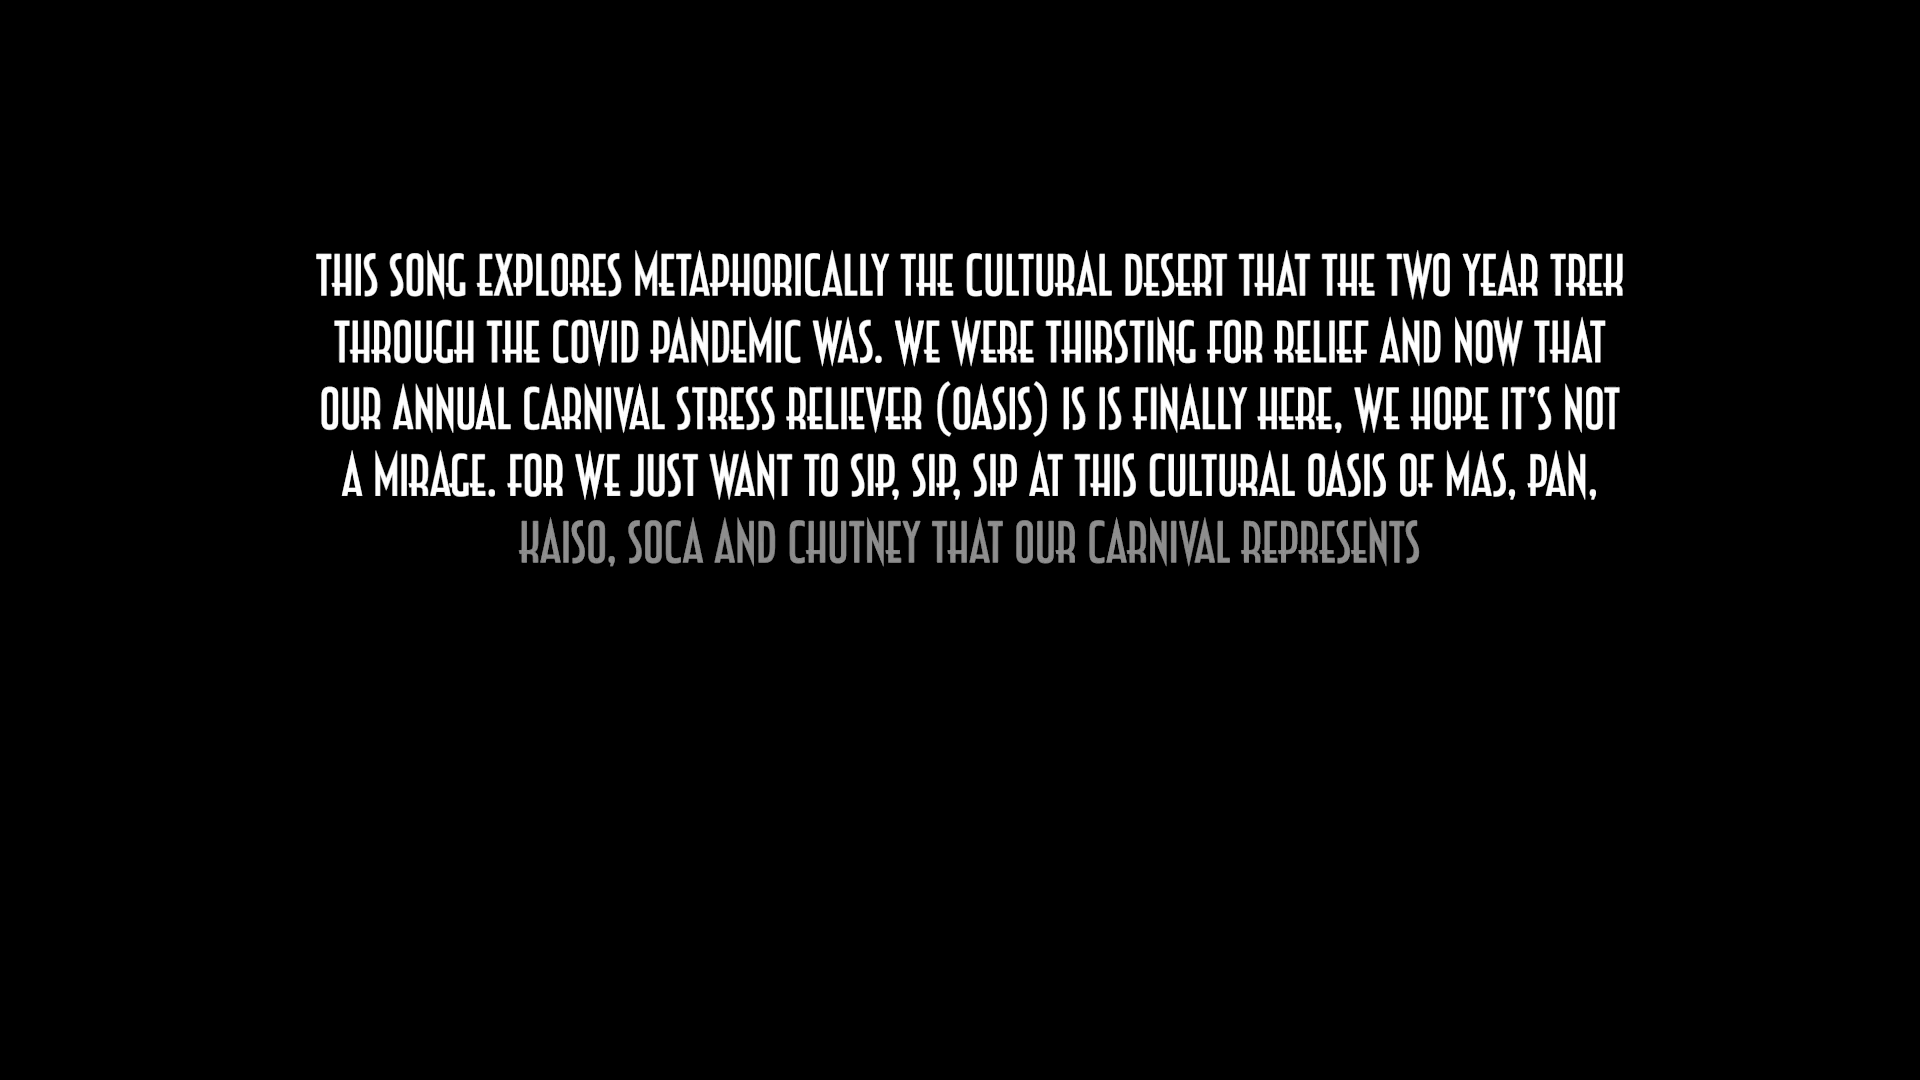 THIS SONG EXPLORES METAPHORICALLY THE CULTURAL DESERT THAT THE TWO YEAR TREK
THROUGH THE COVID PANDEMIC WAS. WE WERE THIRSTING FOR RELIEF AND NOW THAT
OUR ANNUAL CARNIVAL STRESS RELIEVER (OASIS) IS IS FINALLY HERE, WE HOPE IT'S NOT
A MIRAGE. FOR WE JUST WANT TO SIP, SIP, SIP AT THIS CULTURAL OASIS OF MAS, PAN,
KAISO, SOCA AND CHUTNEY THAT OUR CARNIVAL REPRESENTS